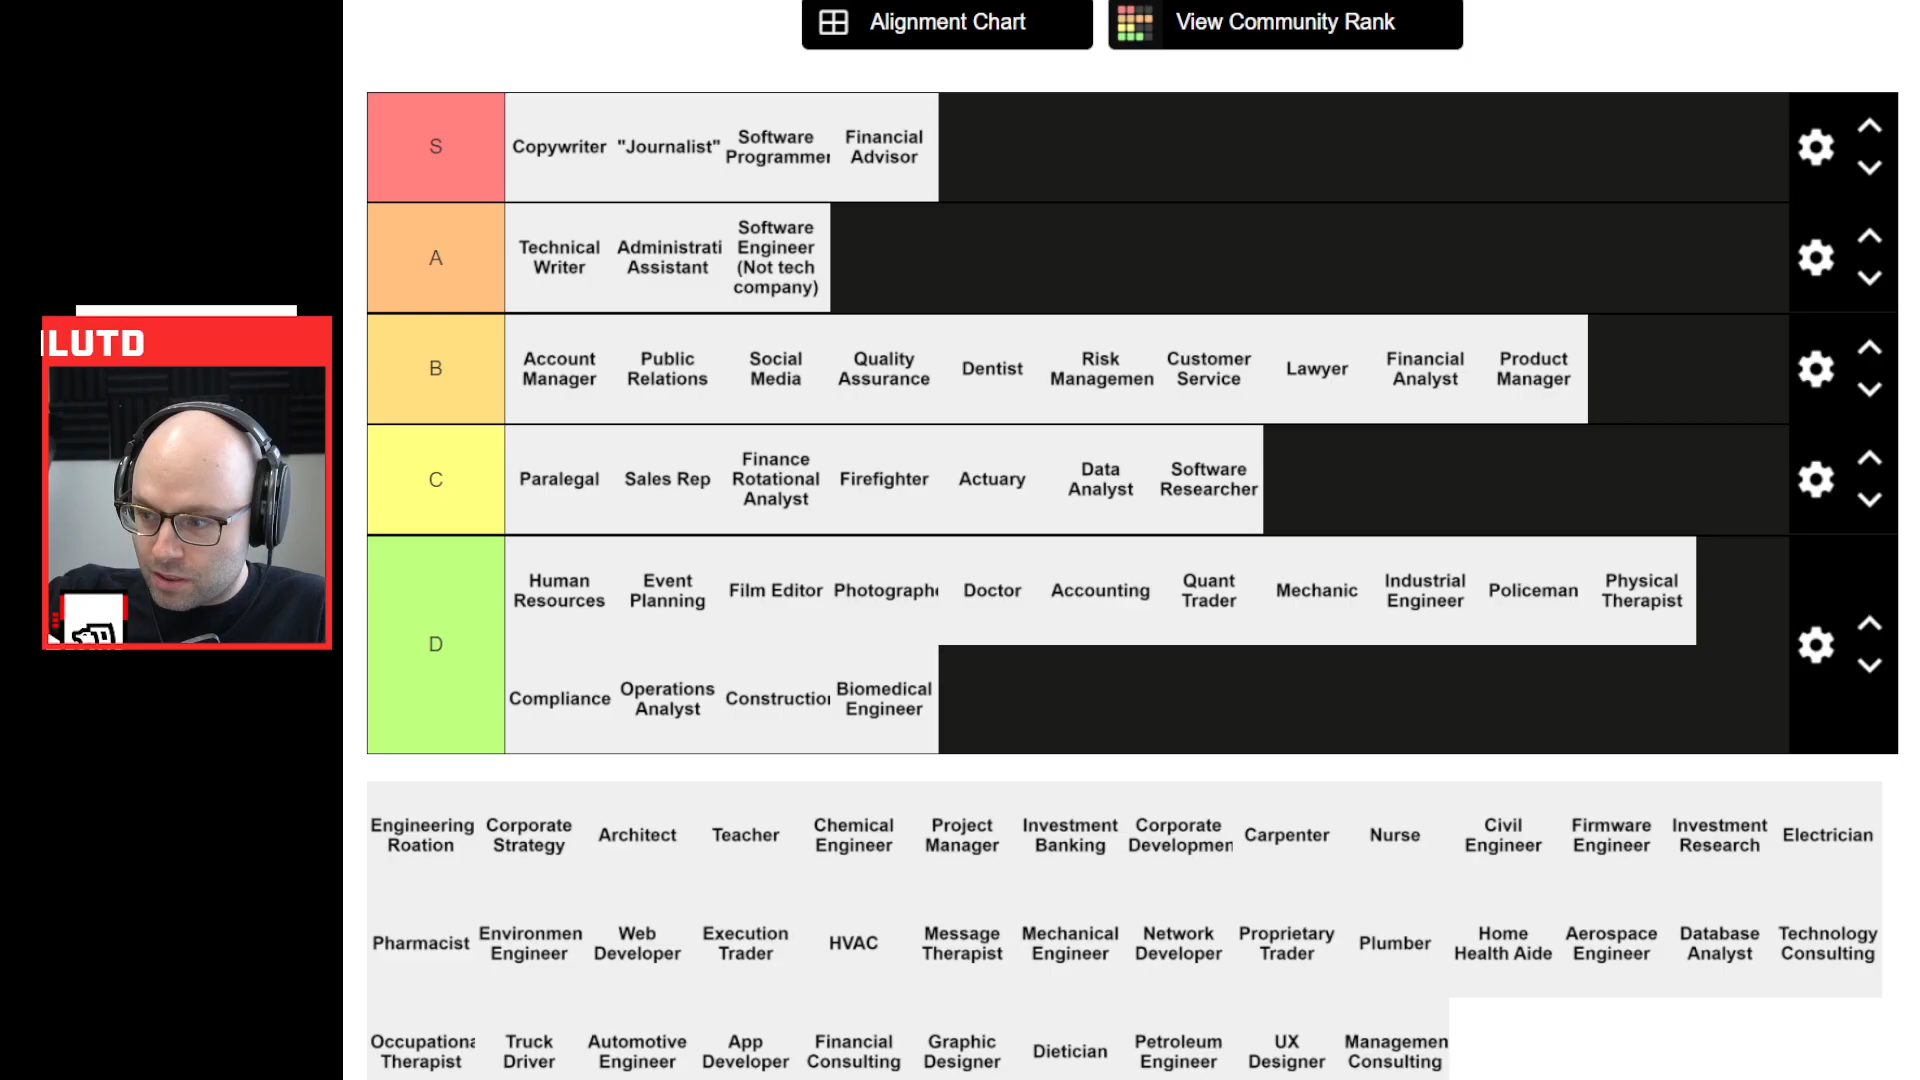 Alignment Chart
View Community Rank
S
Copywriter
"Journalist"
Software
Programmer
Financial
Advisor
A
Technical
Writer
Administrati
Assistant
Software
Engineer
(Not tech
company)
B
Account
Manager
Public
Relations
Social
Media
Quality
Assurance
Dentist
Risk
Managemen
Customer
Service
Lawyer
Financial
Analyst
Product
Manager
C
Paralegal
Sales Rep
Finance
Rotational
Analyst
Firefighter
Actuary
Data
Analyst
Software
Researcher
D
Human
Resources
Event
Planning
Film Editor
Photographe
Doctor
Accounting
Quant
Trader
Mechanic
Industrial
Engineer
Policeman
Physical
Therapist
Compliance
Operations
Analyst
Construction
Biomedical
Engineer
LUTD
Engineering
Roation
Corporate
Strategy
Architect
Teacher
Chemical
Engineer
Project
Manager
Investment
Banking
Corporate
Developmen
Carpenter
Nurse
Civil
Engineer
Firmware
Engineer
Investment
Research
Electrician
Pharmacist
Environmen
Engineer
Web
Developer
Execution
Trader
HVAC
Message
Therapist
Mechanical
Engineer
Network
Developer
Proprietary
Trader
Plumber
Home
Health Aide
Aerospace
Engineer
Database
Analyst
Technology
Consulting
Occupationa
Therapist
Truck
Driver
Automotive
Engineer
App
Developer
Financial
Consulting
Graphic
Designer
Dietician
Petroleum
Engineer
UX
Designer
Managemen
Consulting